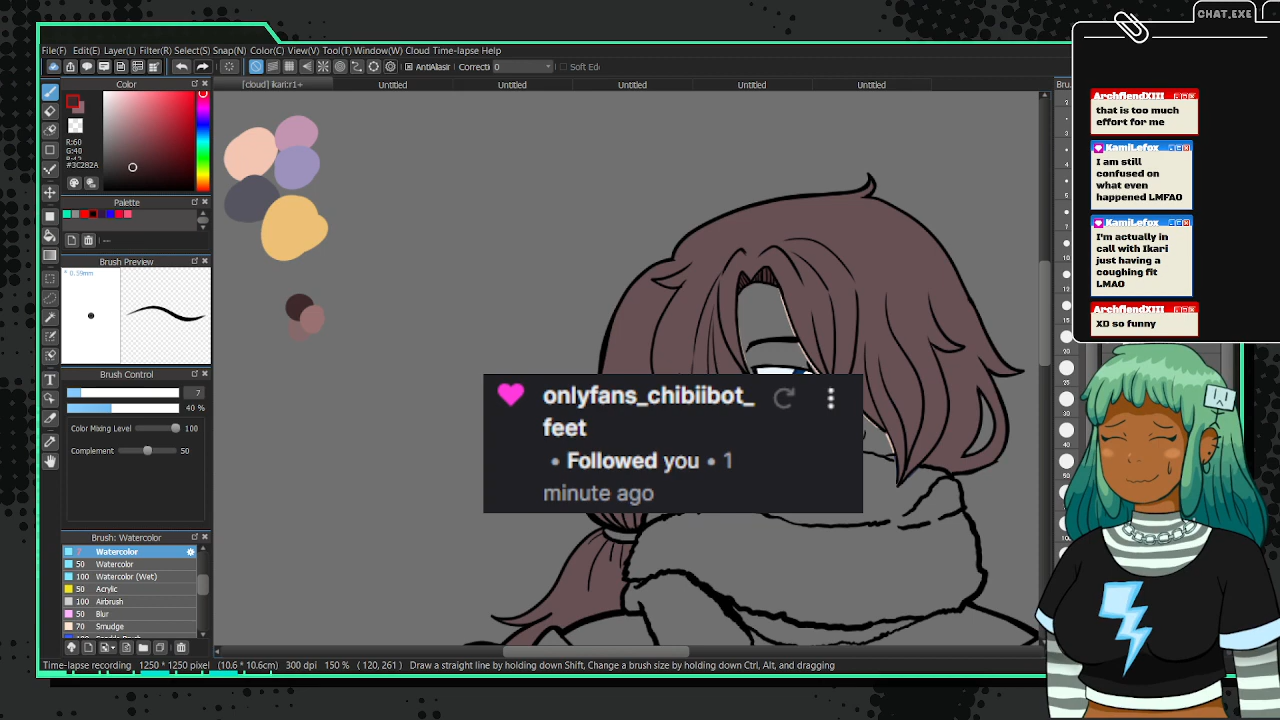 CHAT.EXE
File(F) Edit(E) Layer(L) Filter(R) Select(S) Snap(N) Color(C) View(V) Tool(T) Window(W) Cloud Time-lapse Help
AntiAlias Correcti 0 Soft Ed
Color
[cloud] ikari:r1+ Untitled Untitled Untitled Untitled Untitled
Bru
R:60
G:40
B:42
#3C282A
Palette
Brush Preview
* 0.59mm
Brush Control
7
40 %
Color Mixing Level 100
Complement 50
Brush: Watercolor
7 Watercolor
50 Watercolor
100 Watercolor (Wet)
50 Acrylic
100 Airbrush
50 Blur
70 Smudge
Time-lapse recording 1250 * 1250 pixel (10.6 * 10.6cm) 300 dpi 150 % ( 120, 261 ) Draw a straight line by holding down Shift, Change a brush size by holding down Ctrl, Alt, and dragging
onlyfans_chibiibot_
feet
• Followed you • 1
minute ago
ArchfiendXIII
that is too much
effort for me
KamiLefox
I am still
confused on
what even
happened LMFAO
KamiLefox
I'm actually in
call with Ikari
just having a
coughing fit
LMAO
ArchfiendXIII
XD so funny